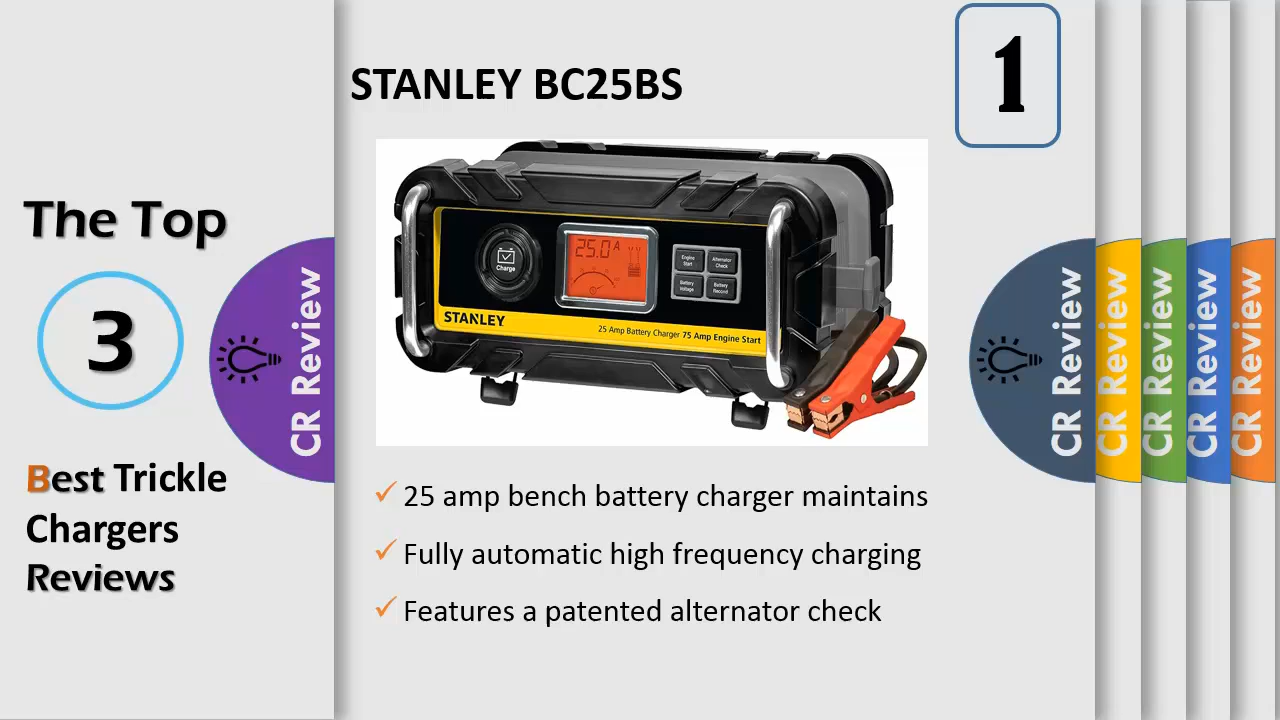 The Top
3
Best Trickle
Chargers
Reviews
CR Review
STANLEY BC25BS
1
Charge
25.0 A
Engine
Start
Alternator
Check
Battery
Voltage
Battery
Record
STANLEY
25 Amp Battery Charger 75 Amp Engine Start
25 amp bench battery charger maintains
Fully automatic high frequency charging
Features a patented alternator check
CR Review
CR Review
CR Review
CR Review
CR Review